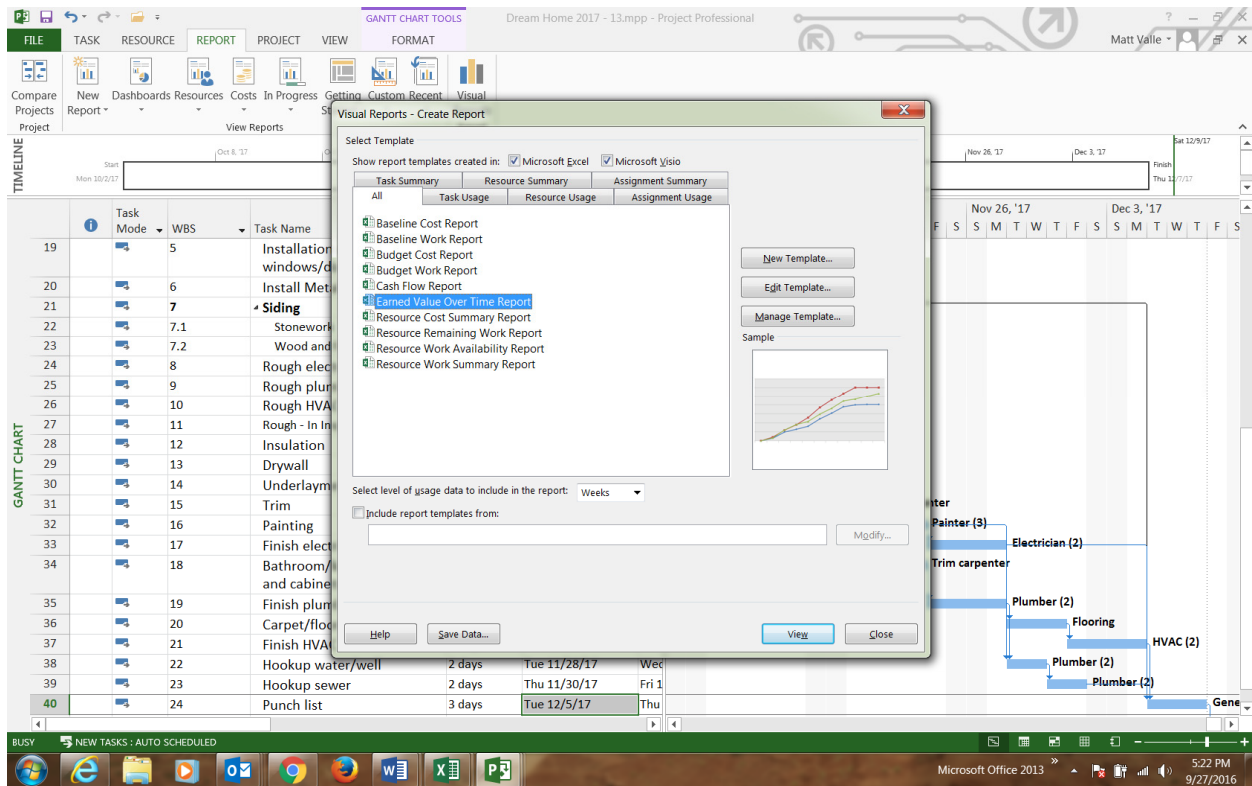 GANTT CHART TOOLS
Dream Home 2017 - 13.mpp - Project Professional
FILE TASK RESOURCE REPORT PROJECT VIEW FORMAT
Matt Valle
Compare Projects
New Report
Dashboards Resources Costs In Progress Getting Custom Recent Visual
Project
View Reports
Visual Reports - Create Report
TIMELINE
Start
Mon 10/2/17
Oct 8, '17
Nov 26, '17
Dec 3, '17
Sat 12/9/17
Finish
Thu 12/7/17
Select Template
Show report templates created in: Microsoft Excel Microsoft Visio
Task Summary Resource Summary Assignment Summary
All Task Usage Resource Usage Assignment Usage
Baseline Cost Report
Baseline Work Report
Budget Cost Report
Budget Work Report
Cash Flow Report
Earned Value Over Time Report
Resource Cost Summary Report
Resource Remaining Work Report
Resource Work Availability Report
Resource Work Summary Report
New Template...
Edit Template...
Manage Template...
Sample
Select level of usage data to include in the report: Weeks
Include report templates from:
Modify...
Help Save Data... View Close
GANTT CHART
Task Mode WBS Task Name
Nov 26, '17 Dec 3, '17
F S S M T W T F S S M T W T F S
19 5 Installation windows/d
20 6 Install Met
21 7 Siding
22 7.1 Stonework
23 7.2 Wood and
24 8 Rough elec
25 9 Rough plum
26 10 Rough HVA
27 11 Rough - In In
28 12 Insulation
29 13 Drywall
30 14 Underlaym
31 15 Trim
32 16 Painting Painter (3)
33 17 Finish elect Electrician (2)
34 18 Bathroom/ and cabine Trim carpenter
35 19 Finish plum Plumber (2)
36 20 Carpet/floo Flooring
37 21 Finish HVA HVAC (2)
38 22 Hookup water/well 2 days Tue 11/28/17 Wed Plumber (2)
39 23 Hookup sewer 2 days Thu 11/30/17 Fri 1 Plumber (2)
40 24 Punch list 3 days Tue 12/5/17 Thu Gene
BUSY NEW TASKS : AUTO SCHEDULED
Microsoft Office 2013
5:22 PM
9/27/2016